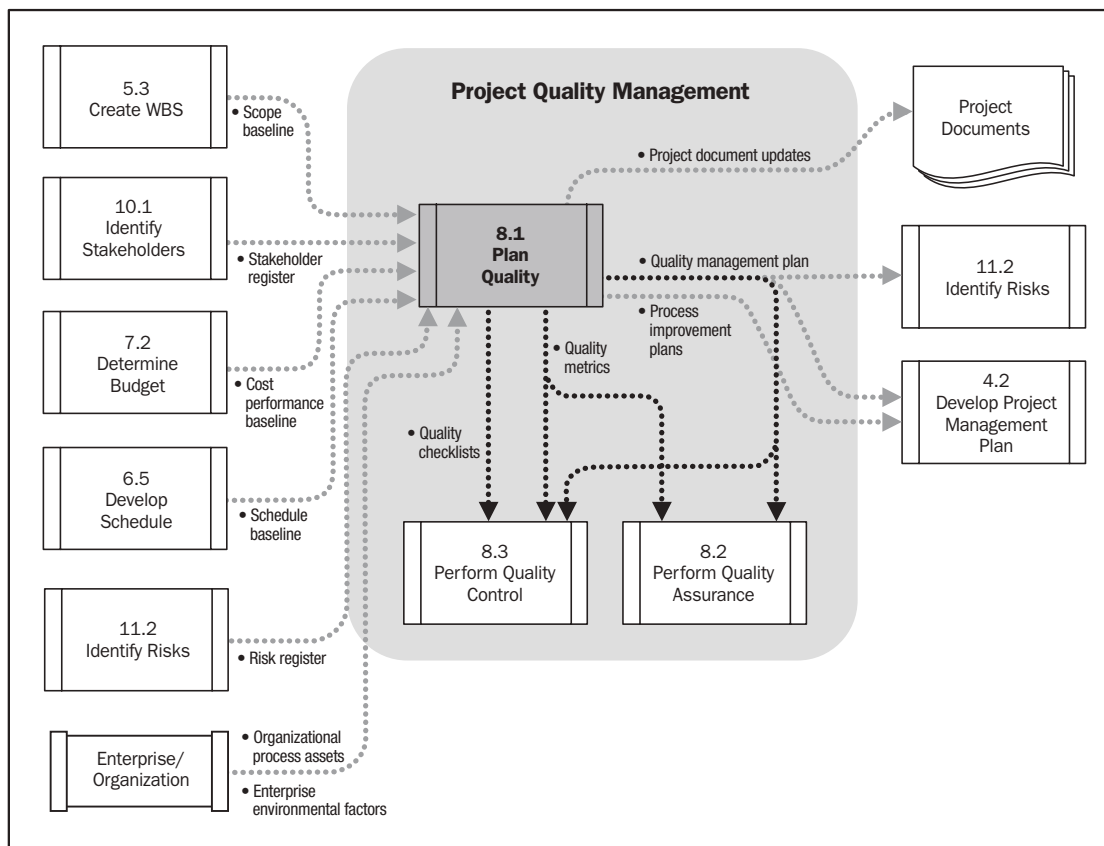 Project Quality Management
5.3
Create WBS
• Scope
baseline
10.1
Identify
Stakeholders
• Stakeholder
register
7.2
Determine
Budget
• Cost
performance
baseline
6.5
Develop
Schedule
• Schedule
baseline
11.2
Identify Risks
• Risk register
Enterprise/
Organization
• Organizational
process assets
• Enterprise
environmental factors
8.1
Plan
Quality
• Project document updates
• Quality management plan
• Process
improvement
plans
• Quality
metrics
• Quality
checklists
8.3
Perform Quality
Control
8.2
Perform Quality
Assurance
Project
Documents
11.2
Identify Risks
4.2
Develop Project
Management
Plan